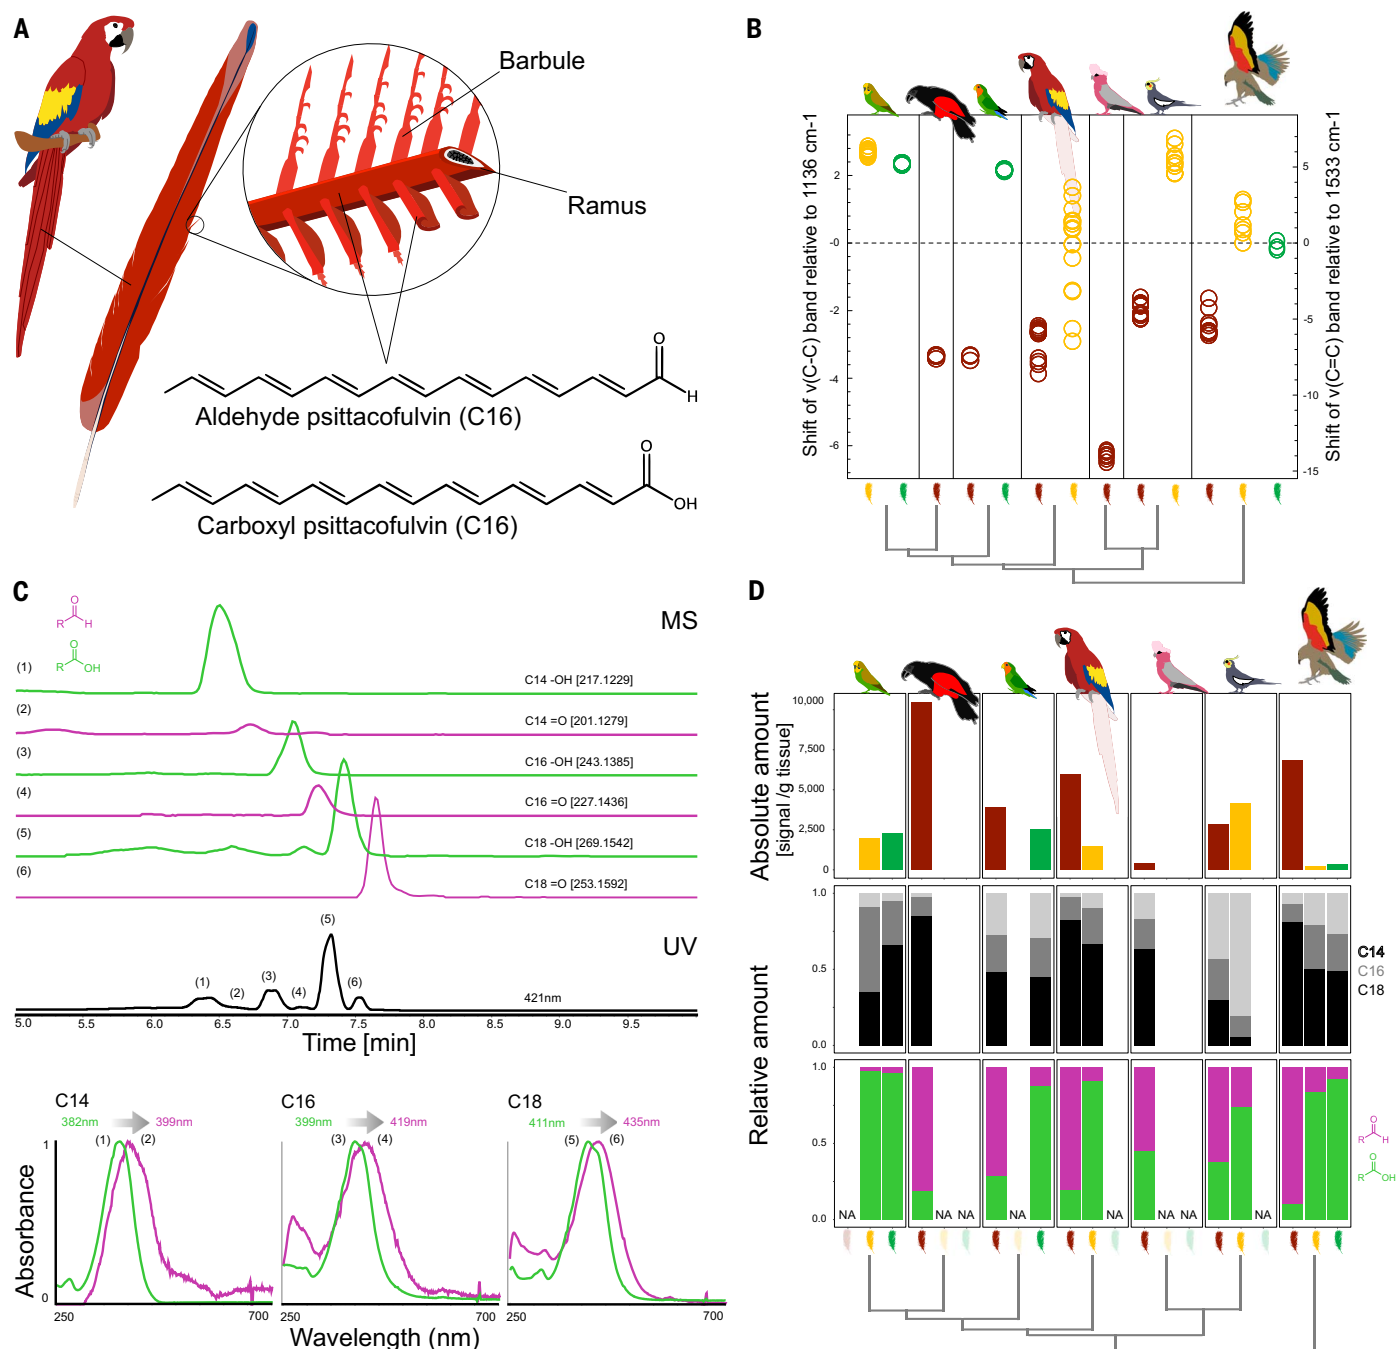 A
Barbule
Ramus
O
H
Aldehyde psittacofulvin (C16)
O
OH
Carboxyl psittacofulvin (C16)
B
Shift of v(C-C) band relative to 1136 cm-1
2
-0
-2
-4
-6
Shift of v(C=C) band relative to 1533 cm-1
5
0
-5
-10
-15
C
MS
O
R H
O
R OH
(1)
C14 -OH [217.1229]
(2)
C14 =O [201.1279]
(3)
C16 -OH [243.1385]
(4)
C16 =O [227.1436]
(5)
C18 -OH [269.1542]
(6)
C18 =O [253.1592]
UV
(1) (2) (3) (4) (5) (6)
421nm
5.0 5.5 6.0 6.5 7.0 7.5 8.0 8.5 9.0 9.5
Time [min]
C14
382nm 399nm
(1) (2)
C16
399nm 419nm
(3) (4)
C18
411nm 435nm
(5) (6)
Absorbance
1
0
250 700
250 700
250 700
Wavelength (nm)
D
Absolute amount
[signal /g tissue]
10,000
7,500
5,000
2,500
0
Relative amount
1.0
0.5
0.0
C14
C16
C18
1.0
0.5
0.0
NA NA NA NA NA NA NA NA
O
R H
O
R OH